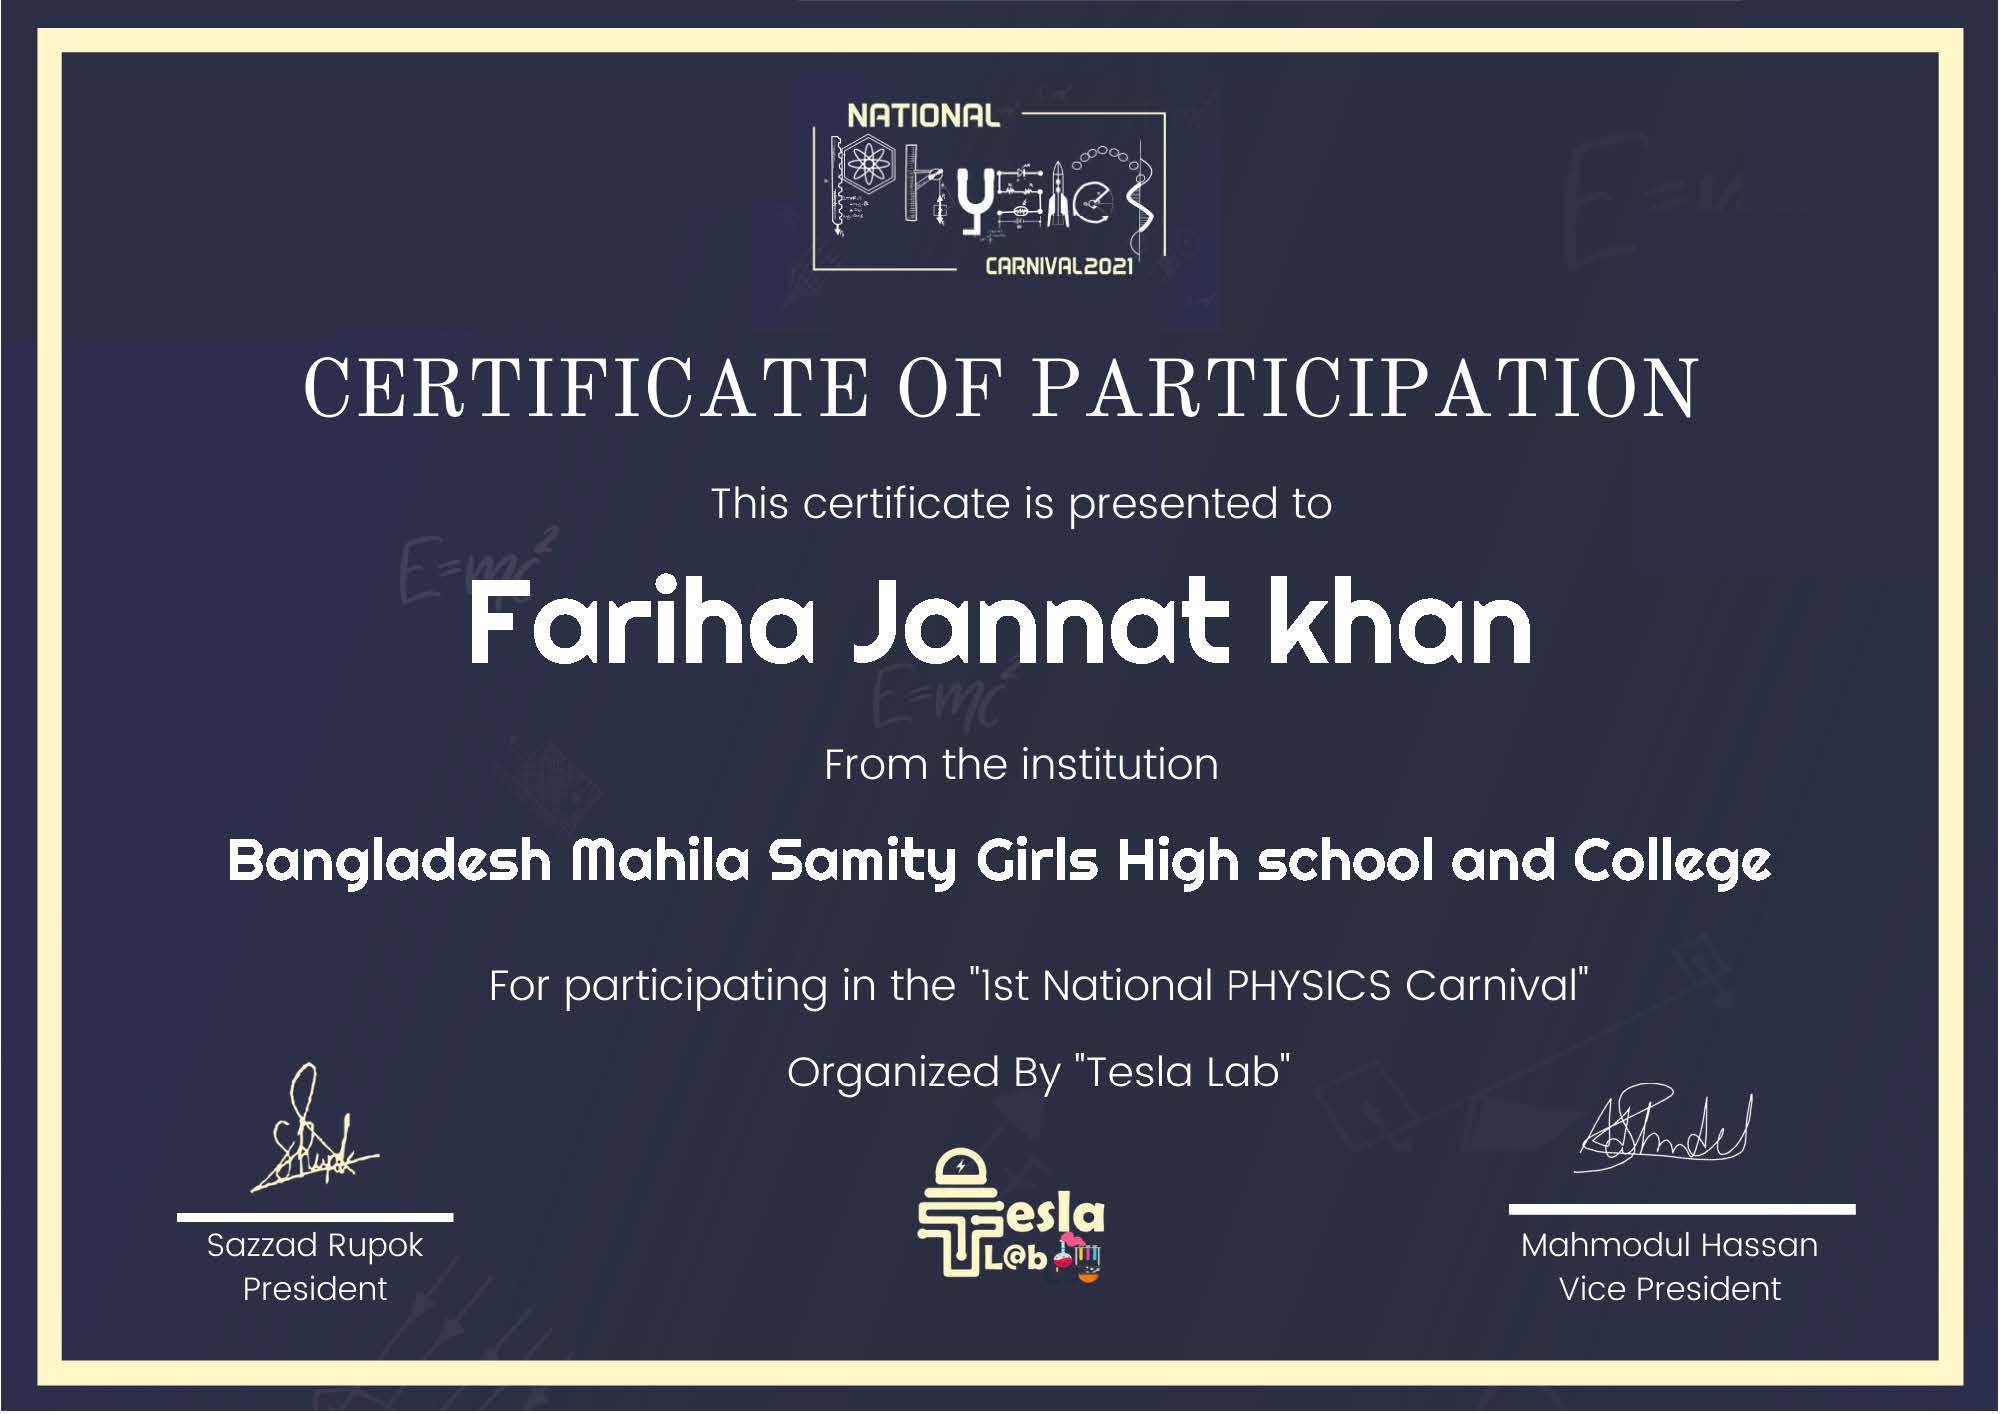 NATIONAL
Physics
CARNIVAL2021
CERTIFICATE OF PARTICIPATION
This certificate is presented to
E=mc²
Fariha Jannat khan
E=mc²
From the institution
Bangladesh Mahila Samity Girls High school and College
For participating in the "1st National PHYSICS Carnival"
Organized By "Tesla Lab"
Tesla
L@b
Sazzad Rupok
President
Mahmodul Hassan
Vice President